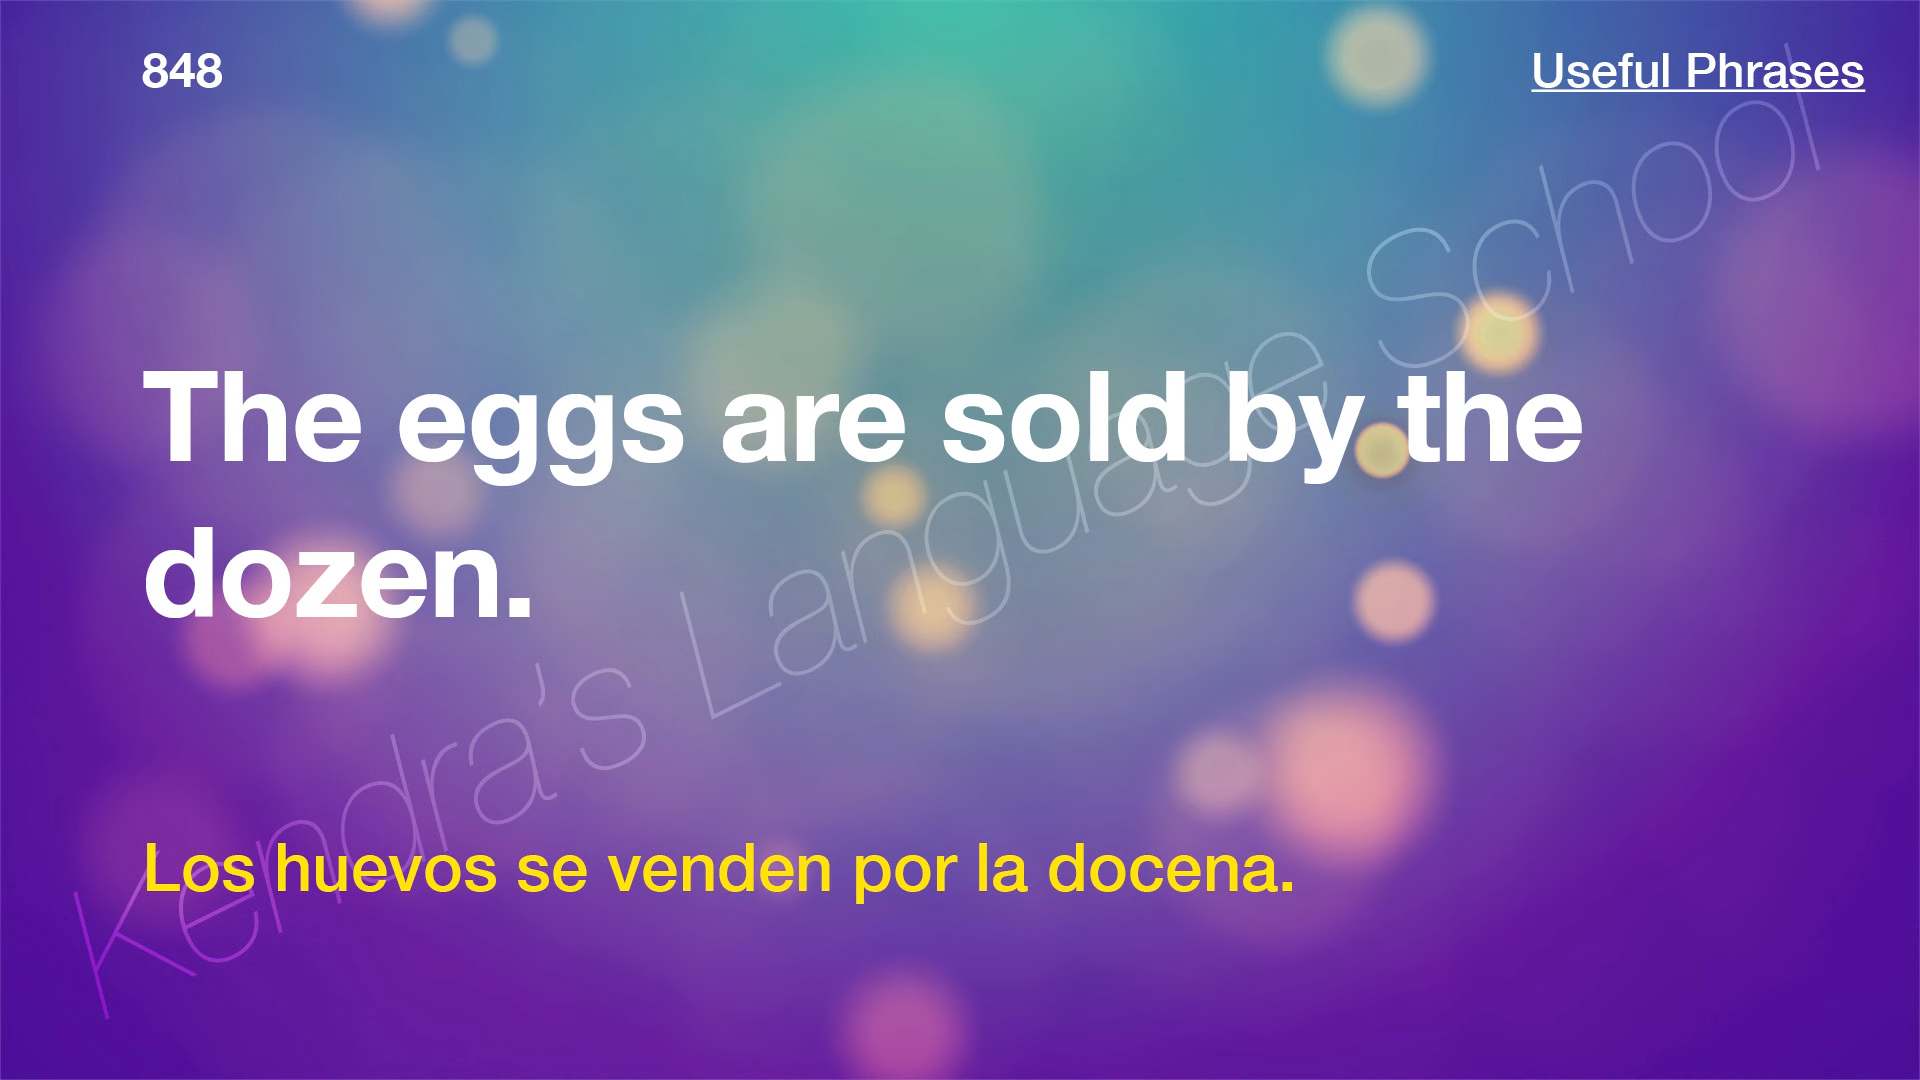 848
Useful Phrases
The eggs are sold by the
dozen.
Los huevos se venden por la docena.
Kendra’s Language School